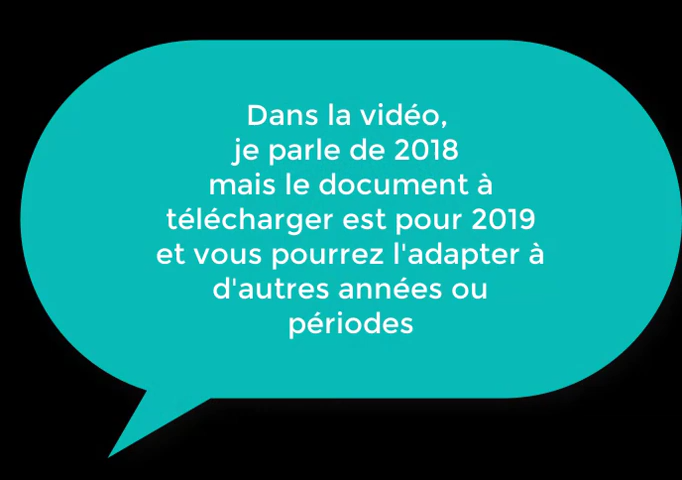 Dans la vidéo,
je parle de 2018
mais le document à
télécharger est pour 2019
et vous pourrez l'adapter à
d'autres années ou
périodes